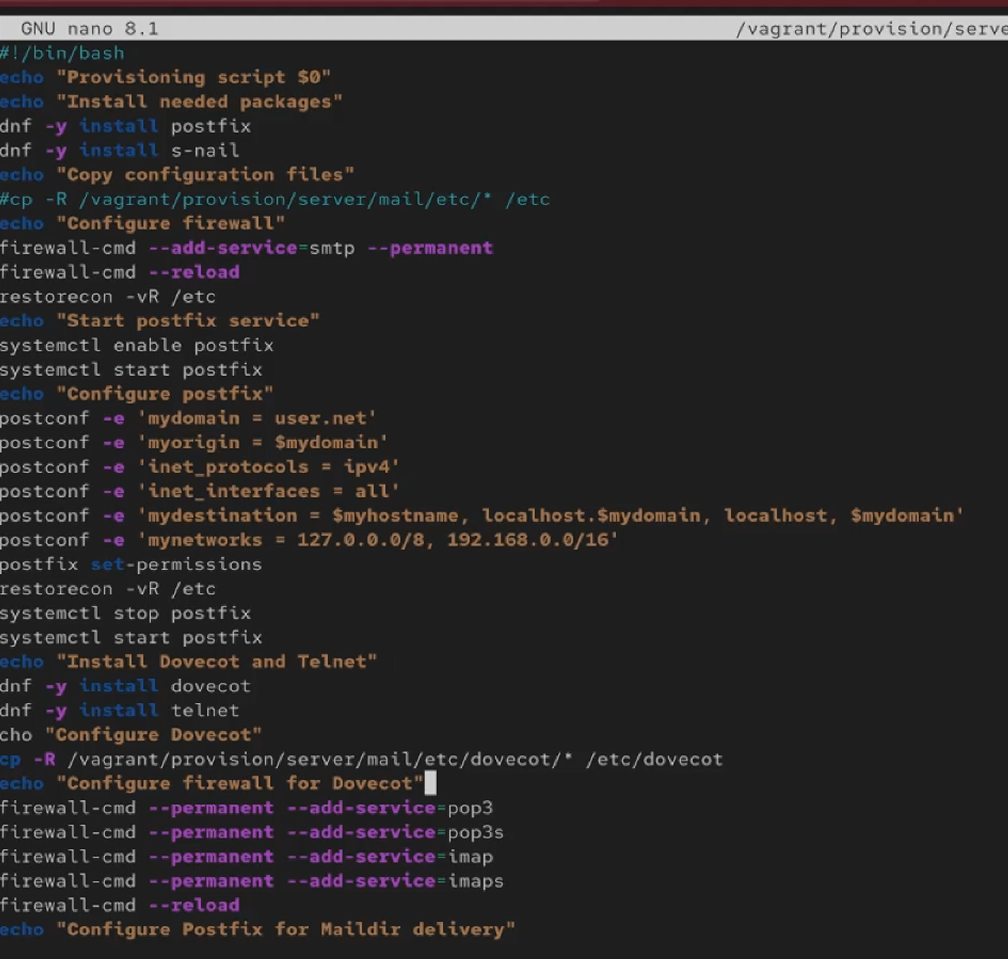 GNU nano 8.1 /vagrant/provision/serve
#!/bin/bash
echo "Provisioning script $0"
echo "Install needed packages"
dnf -y install postfix
dnf -y install s-nail
echo "Copy configuration files"
#cp -R /vagrant/provision/server/mail/etc/* /etc
echo "Configure firewall"
firewall-cmd --add-service=smtp --permanent
firewall-cmd --reload
restorecon -vR /etc
echo "Start postfix service"
systemctl enable postfix
systemctl start postfix
echo "Configure postfix"
postconf -e 'mydomain = user.net'
postconf -e 'myorigin = $mydomain'
postconf -e 'inet_protocols = ipv4'
postconf -e 'inet_interfaces = all'
postconf -e 'mydestination = $myhostname, localhost.$mydomain, localhost, $mydomain'
postconf -e 'mynetworks = 127.0.0.0/8, 192.168.0.0/16'
postfix set-permissions
restorecon -vR /etc
systemctl stop postfix
systemctl start postfix
echo "Install Dovecot and Telnet"
dnf -y install dovecot
dnf -y install telnet
cho "Configure Dovecot"
cp -R /vagrant/provision/server/mail/etc/dovecot/* /etc/dovecot
echo "Configure firewall for Dovecot"
firewall-cmd --permanent --add-service=pop3
firewall-cmd --permanent --add-service=pop3s
firewall-cmd --permanent --add-service=imap
firewall-cmd --permanent --add-service=imaps
firewall-cmd --reload
echo "Configure Postfix for Maildir delivery"